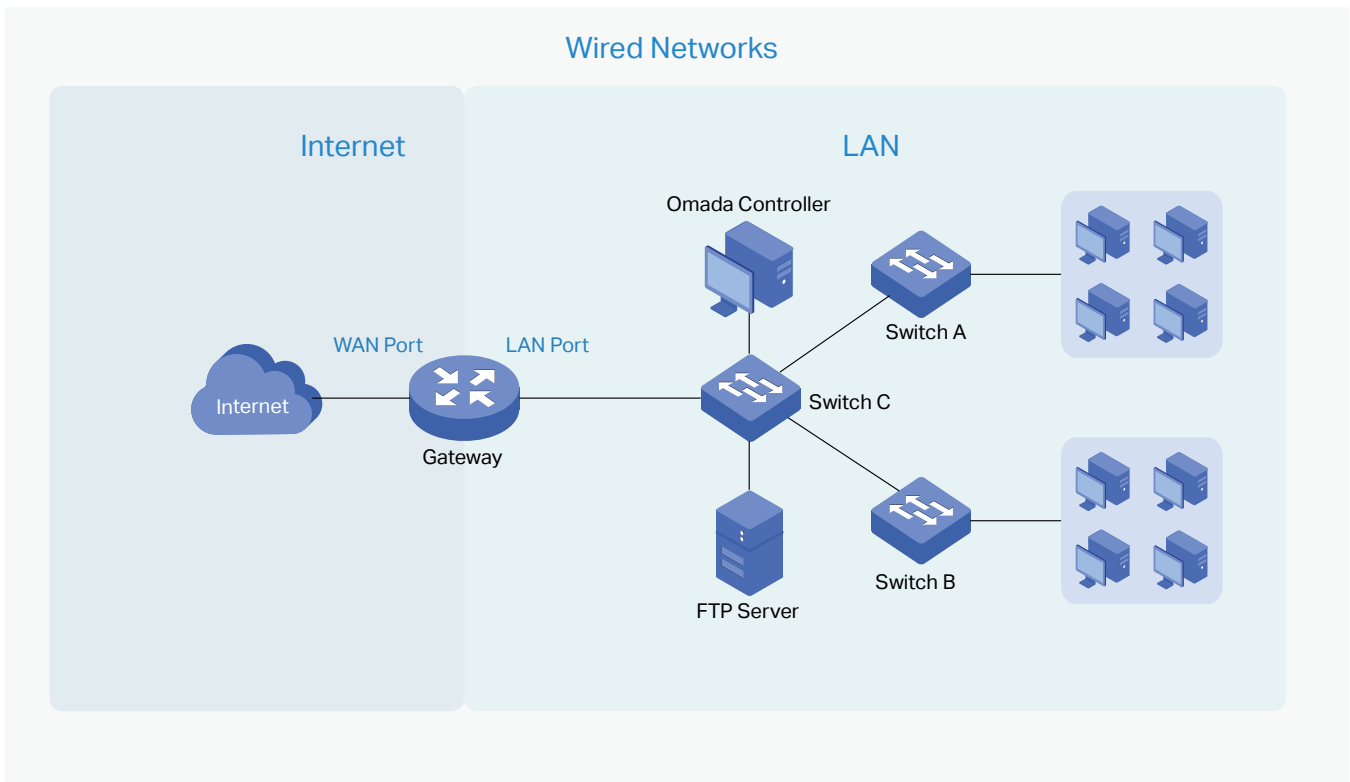 Wired Networks
Internet
LAN
Omada Controller
Switch A
WAN Port
LAN Port
Internet
Switch C
Gateway
Switch B
FTP Server